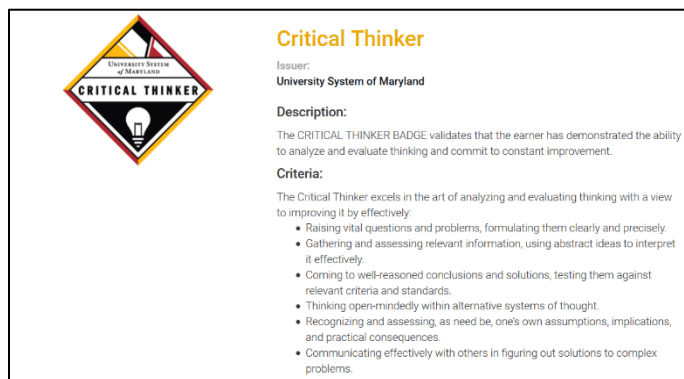 UNIVERSITY SYSTEM
of MARYLAND
CRITICAL THINKER
Critical Thinker
Issuer:
University System of Maryland
Description:
The CRITICAL THINKER BADGE validates that the earner has demonstrated the ability
to analyze and evaluate thinking and commit to constant improvement.
Criteria:
The Critical Thinker excels in the art of analyzing and evaluating thinking with a view
to improving it by effectively:
• Raising vital questions and problems, formulating them clearly and precisely.
• Gathering and assessing relevant information, using abstract ideas to interpret
it effectively.
• Coming to well-reasoned conclusions and solutions, testing them against
relevant criteria and standards.
• Thinking open-mindedly within alternative systems of thought.
• Recognizing and assessing, as need be, one's own assumptions, implications,
and practical consequences.
• Communicating effectively with others in figuring out solutions to complex
problems.